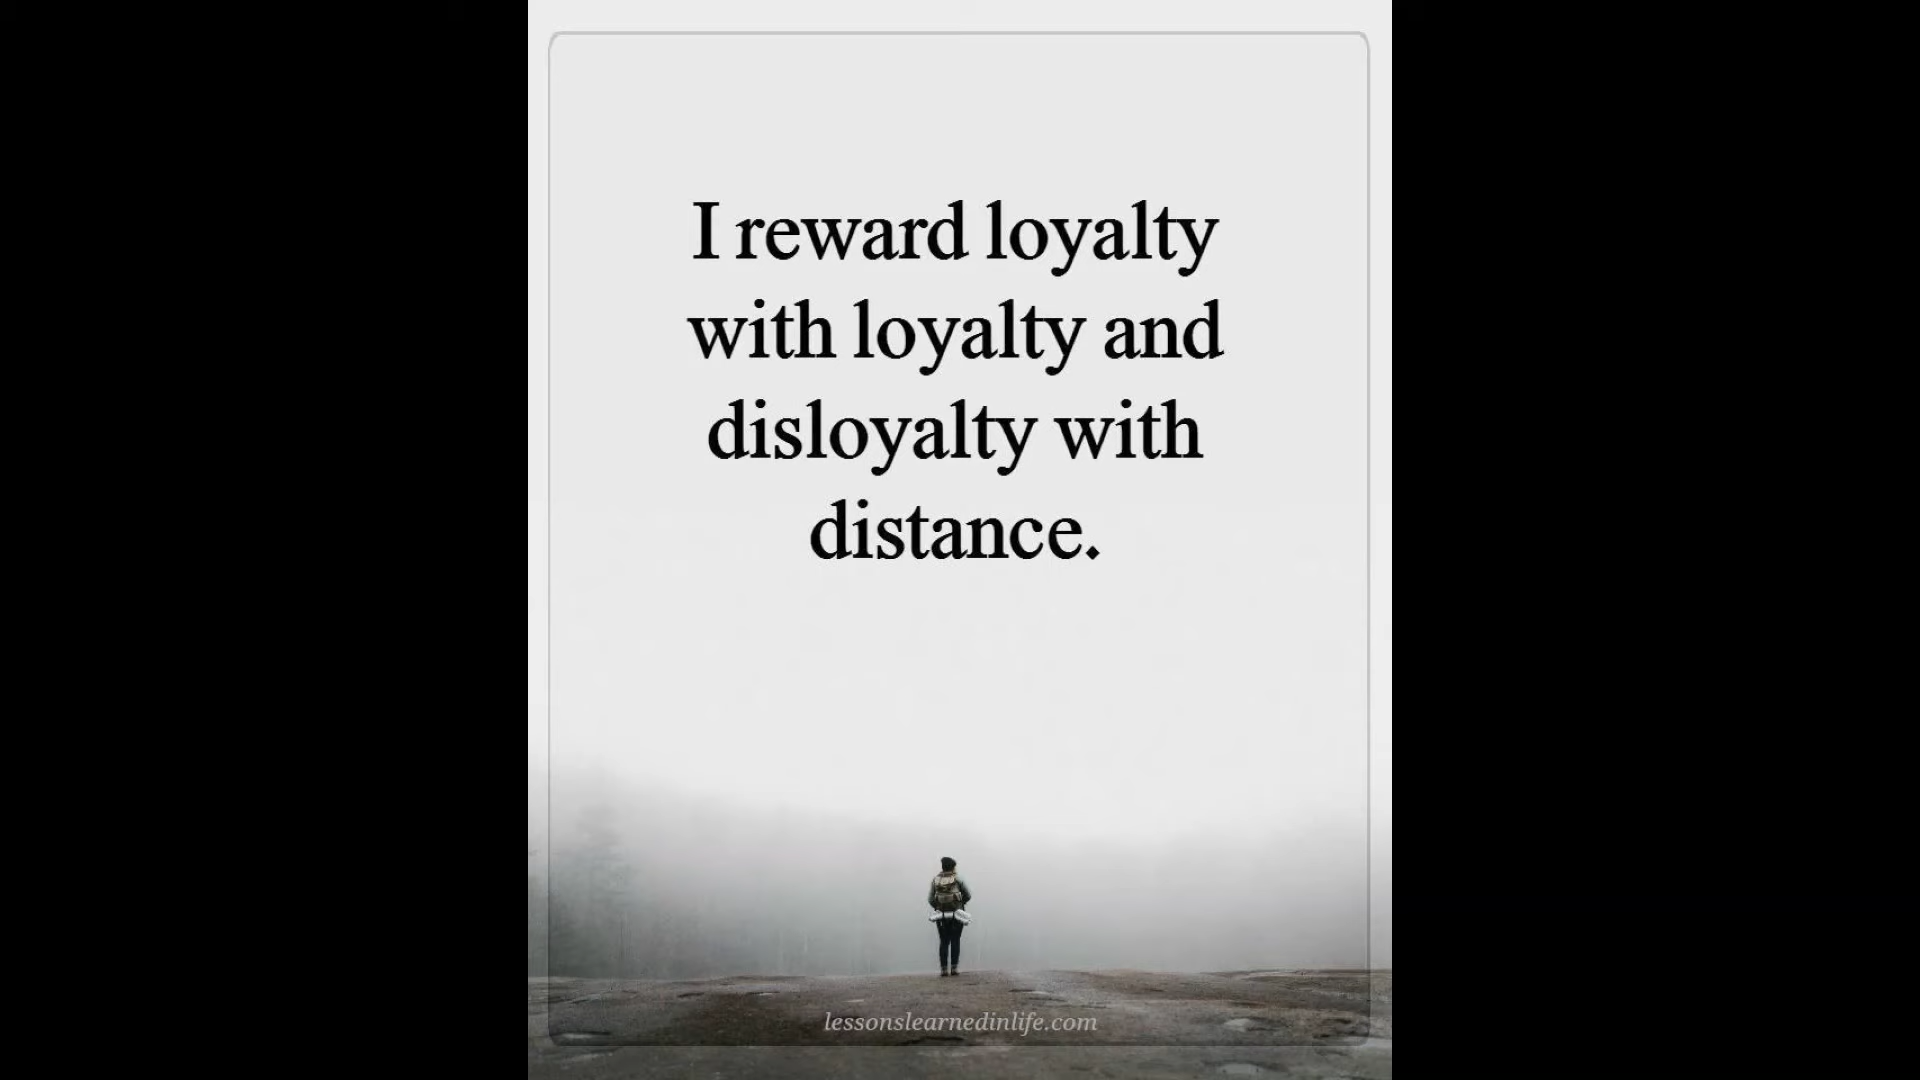 I reward loyalty
with loyalty and
disloyalty with
distance.
lessonslearnedinlife.com